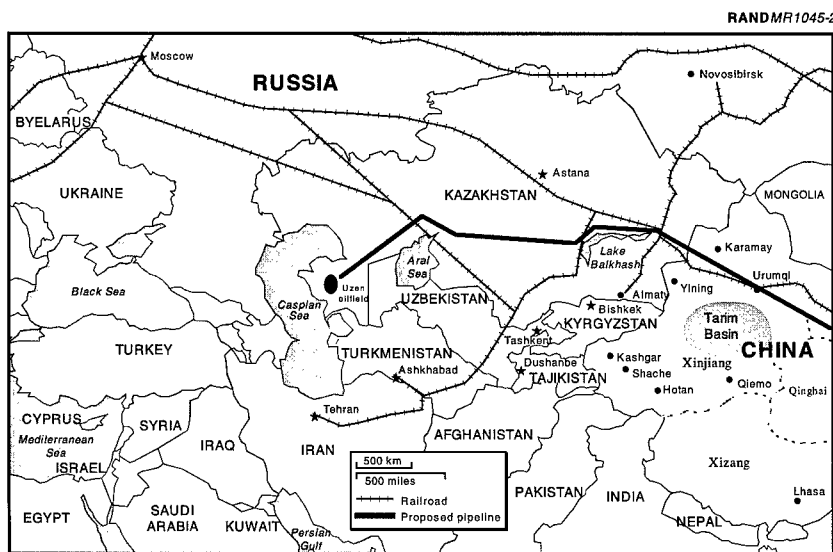 RANDMR1045-2
Moscow
RUSSIA
Novosibirsk
BYELARUS
Astana
UKRAINE
KAZAKHSTAN
MONGOLIA
Karamay
Aral
Sea
Lake
Balkhash
Urumqi
Black Sea
Uzen
oilfield
Almaty
Yining
Caspian
Sea
UZBEKISTAN
Bishkek
KYRGYZSTAN
Tarim
Basin
Tashkent
TURKEY
TURKMENISTAN
CHINA
Dushanbe
Kashgar
Xinjiang
Ashkhabad
TAJIKISTAN
Shache
Qiemo
Hotan
Qinghai
Tehran
CYPRUS
SYRIA
Mediterranean
Sea
IRAQ
IRAN
AFGHANISTAN
ISRAEL
500 km
500 miles
Railroad
Proposed pipeline
Xizang
Lhasa
PAKISTAN
INDIA
EGYPT
SAUDI
ARABIA
KUWAIT
Persian
Gulf
NEPAL